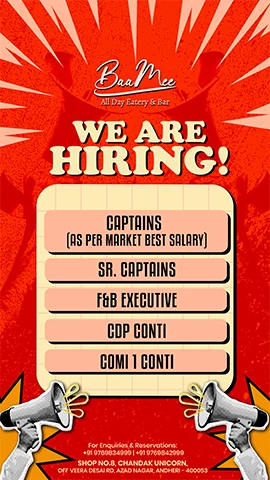 BaaMee
All Day Eatery & Bar
WE ARE
HIRING!
CAPTAINS
(AS PER MARKET BEST SALARY)
SR. CAPTAINS
F&B EXECUTIVE
CDP CONTI
COMI 1 CONTI
For Enquiries & Reservations:
+91 9769834999 | +91 9769842999
SHOP NO.8, CHANDAK UNICORN,
OFF VEERA DESAI RD, AZAD NAGAR, ANDHERI - 400053